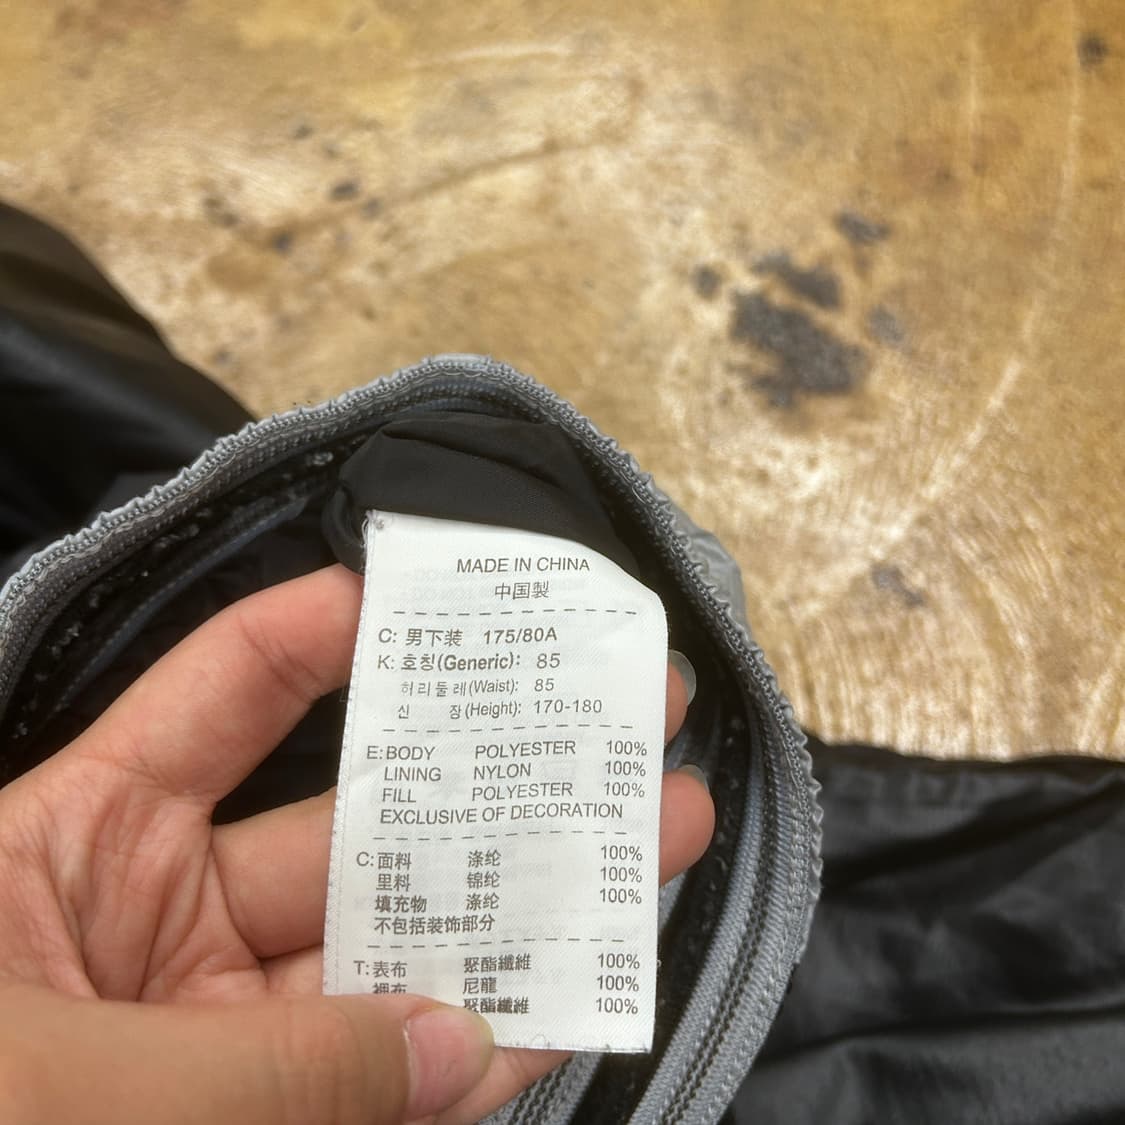 MADE IN CHINA
中国製
C: 男下装 175/80A
K: 호칭(Generic): 85
허리둘레(Waist): 85
신 장(Height): 170-180
E: BODY POLYESTER 100%
LINING NYLON 100%
FILL POLYESTER 100%
EXCLUSIVE OF DECORATION
C: 面料 涤纶 100%
里料 锦纶 100%
填充物 涤纶 100%
不包括装饰部分
T: 表布 聚酯纖維 100%
裡布 尼龍 100%
聚酯纖維 100%